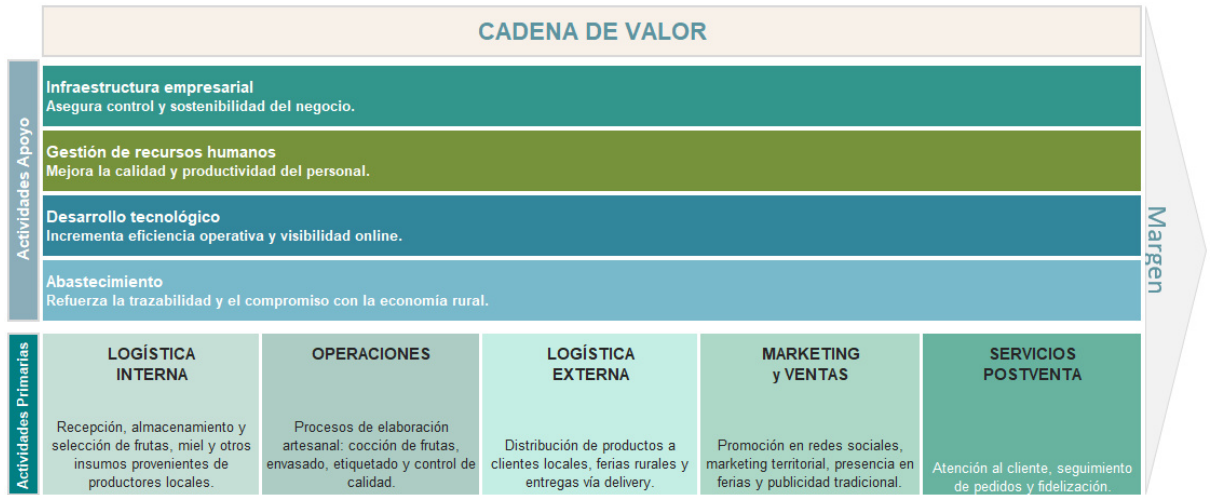 CADENA DE VALOR
Actividades Apoyo
Infraestructura empresarial
Asegura control y sostenibilidad del negocio.
Gestión de recursos humanos
Mejora la calidad y productividad del personal.
Desarrollo tecnológico
Incrementa eficiencia operativa y visibilidad online.
Abastecimiento
Refuerza la trazabilidad y el compromiso con la economía rural.
Margen
Actividades Primarias
LOGÍSTICA
INTERNA
Recepción, almacenamiento y
selección de frutas, miel y otros
insumos provenientes de
productores locales.
OPERACIONES
Procesos de elaboración
artesanal: cocción de frutas,
envasado, etiquetado y control de
calidad.
LOGÍSTICA
EXTERNA
Distribución de productos a
clientes locales, ferias rurales y
entregas vía delivery.
MARKETING
y VENTAS
Promoción en redes sociales,
marketing territorial, presencia en
ferias y publicidad tradicional.
SERVICIOS
POSTVENTA
Atención al cliente, seguimiento
de pedidos y fidelización.